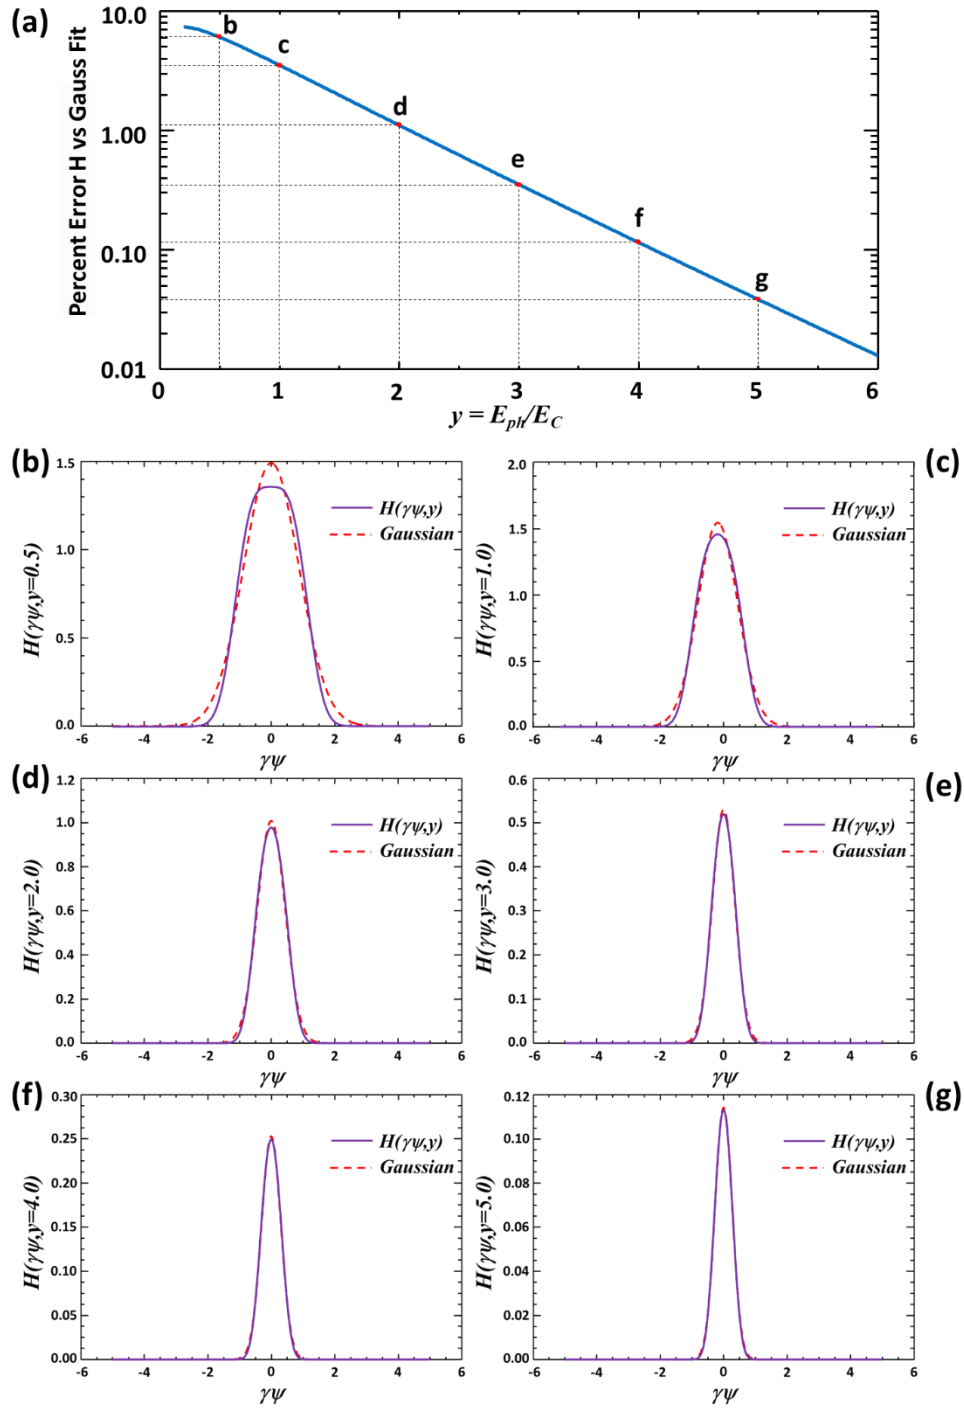 (a)
Percent Error H vs Gauss Fit
10.0
1.00
0.10
0.01
b
c
d
e
f
g
0 1 2 3 4 5 6
y = E_ph/E_C
(b)
H(γψ,y=0.5)
1.5
1.0
0.5
0.0
H(γψ,y)
Gaussian
-6 -4 -2 0 2 4 6
γψ
(c)
H(γψ,y=1.0)
2.0
1.5
1.0
0.5
0.0
H(γψ,y)
Gaussian
-6 -4 -2 0 2 4 6
γψ
(d)
H(γψ,y=2.0)
1.2
1.0
0.8
0.6
0.4
0.2
0.0
H(γψ,y)
Gaussian
-6 -4 -2 0 2 4 6
γψ
(e)
H(γψ,y=3.0)
0.6
0.5
0.4
0.3
0.2
0.1
0.0
H(γψ,y)
Gaussian
-6 -4 -2 0 2 4 6
γψ
(f)
H(γψ,y=4.0)
0.30
0.25
0.20
0.15
0.10
0.05
0.00
H(γψ,y)
Gaussian
-6 -4 -2 0 2 4 6
γψ
(g)
H(γψ,y=5.0)
0.12
0.10
0.08
0.06
0.04
0.02
0.00
H(γψ,y)
Gaussian
-6 -4 -2 0 2 4 6
γψ